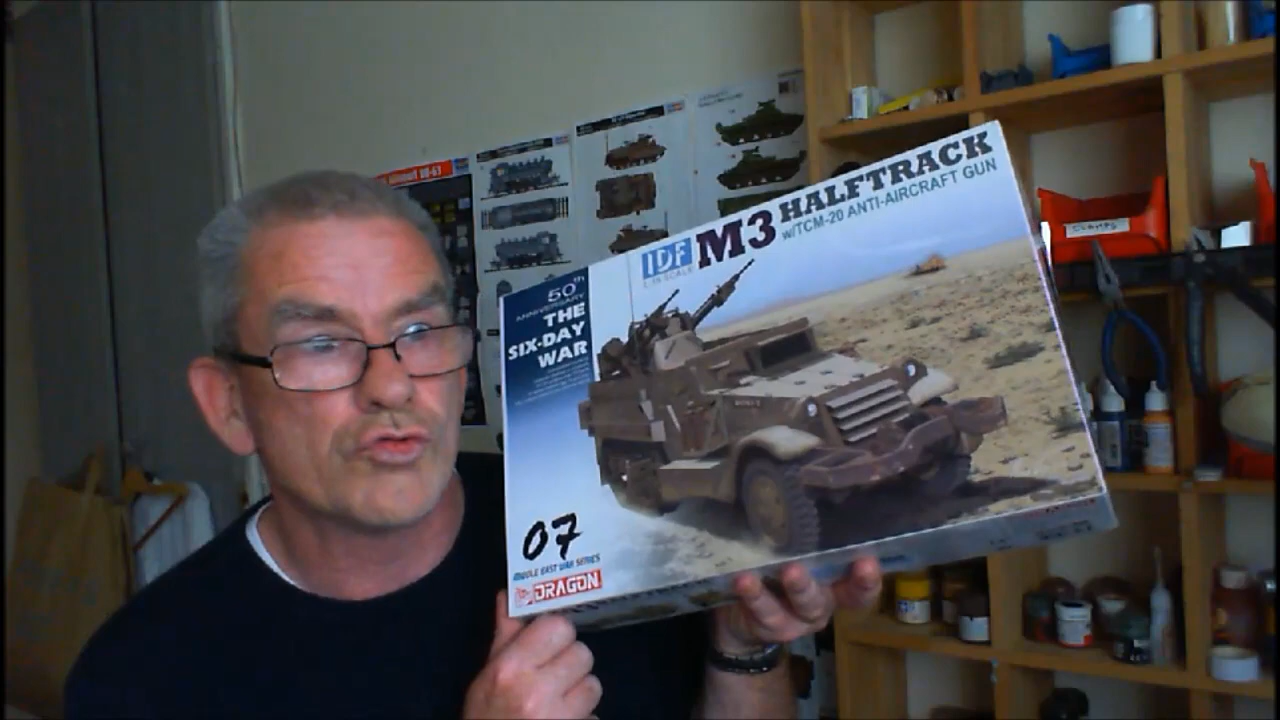 50th
ANNIVERSARY
THE
SIX-DAY
WAR
IDF
1:35 SCALE
M3 HALFTRACK
w/TCM-20 ANTI-AIRCRAFT GUN
07
MIDDLE EAST WAR SERIES
DRAGON
CLAMPS